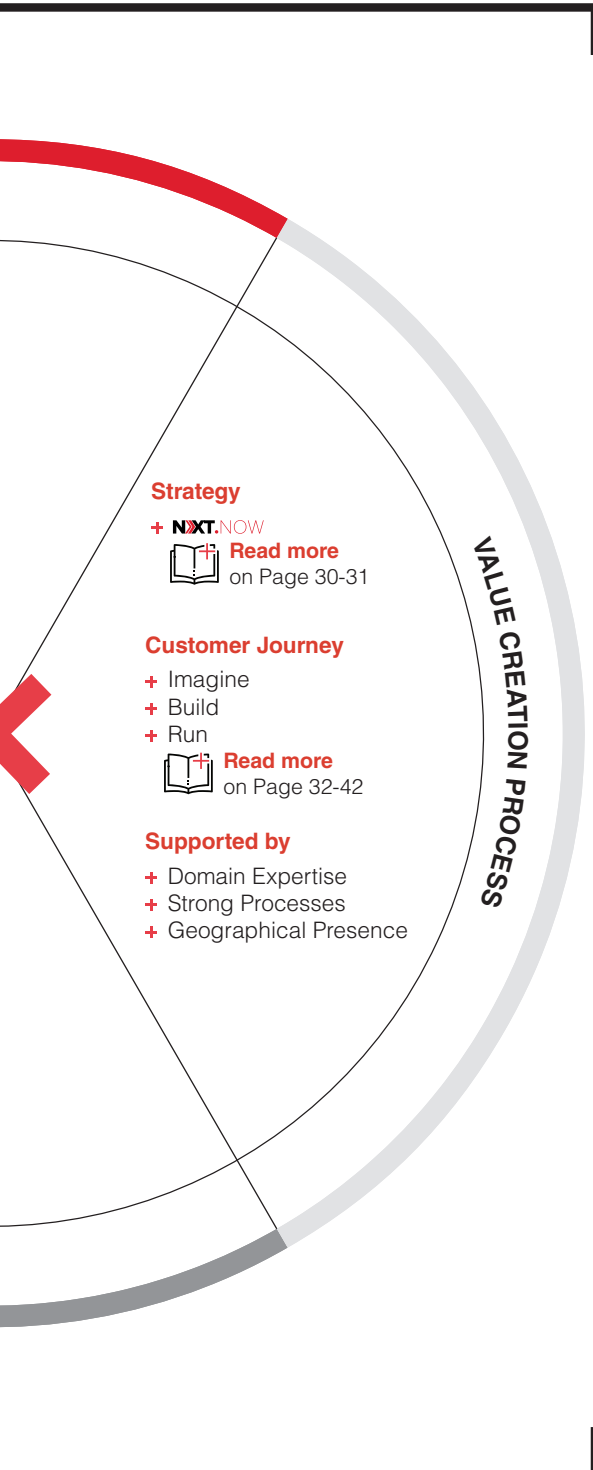 Strategy
+ NXT.NOW
Read more
on Page 30-31
Customer Journey
+ Imagine
+ Build
+ Run
Read more
on Page 32-42
Supported by
+ Domain Expertise
+ Strong Processes
+ Geographical Presence
VALUE CREATION PROCESS